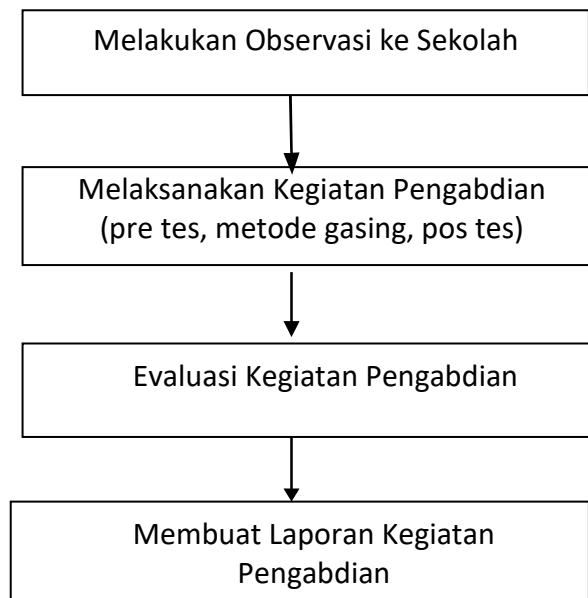 Melakukan Observasi ke Sekolah
Melaksanakan Kegiatan Pengabdian
(pre tes, metode gasing, pos tes)
Evaluasi Kegiatan Pengabdian
Membuat Laporan Kegiatan
Pengabdian